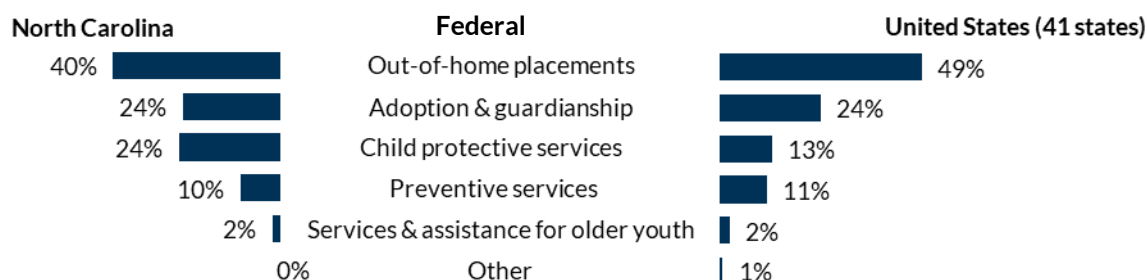 North Carolina Federal United States (41 states)
40% Out-of-home placements 49%
24% Adoption & guardianship 24%
24% Child protective services 13%
10% Preventive services 11%
2% Services & assistance for older youth 2%
0% Other 1%